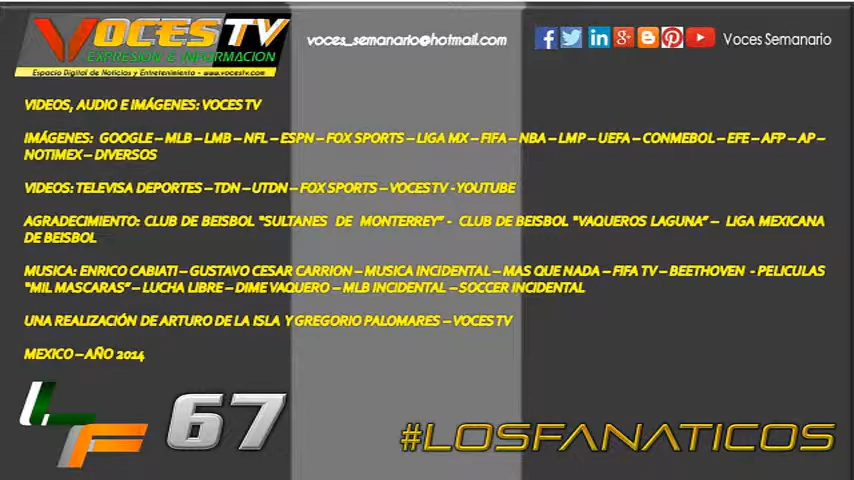 VOCES TV
EXPRESION E INFORMACION
Espacio Digital de Noticias y Entretenimiento - www.vocestv.com
voces_semanario@hotmail.com
Voces Semanario
VIDEOS, AUDIO E IMÁGENES: VOCES TV
IMÁGENES: GOOGLE – MLB – LMB – NFL – ESPN – FOX SPORTS – LIGA MX – FIFA – NBA – LMP – UEFA – CONMEBOL – EFE – AFP – AP –
NOTIMEX – DIVERSOS
VIDEOS: TELEVISA DEPORTES – TDN – UTDN – FOX SPORTS – VOCES TV - YOUTUBE
AGRADECIMIENTO: CLUB DE BEISBOL "SULTANES DE MONTERREY" - CLUB DE BEISBOL "VAQUEROS LAGUNA" – LIGA MEXICANA
DE BEISBOL
MUSICA: ENRICO CABIATI – GUSTAVO CESAR CARRION – MUSICA INCIDENTAL – MAS QUE NADA – FIFA TV – BEETHOVEN - PELICULAS
"MIL MASCARAS" – LUCHA LIBRE – DIME VAQUERO – MLB INCIDENTAL – SOCCER INCIDENTAL
UNA REALIZACIÓN DE ARTURO DE LA ISLA Y GREGORIO PALOMARES – VOCES TV
MEXICO – AÑO 2014
LF 67
#LOSFANATICOS